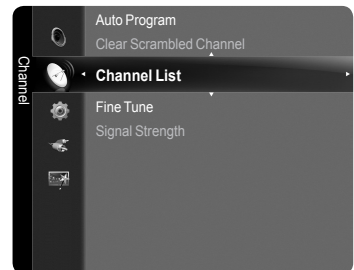 Channel
Auto Program
Clear Scrambled Channel
Channel List
Fine Tune
Signal Strength